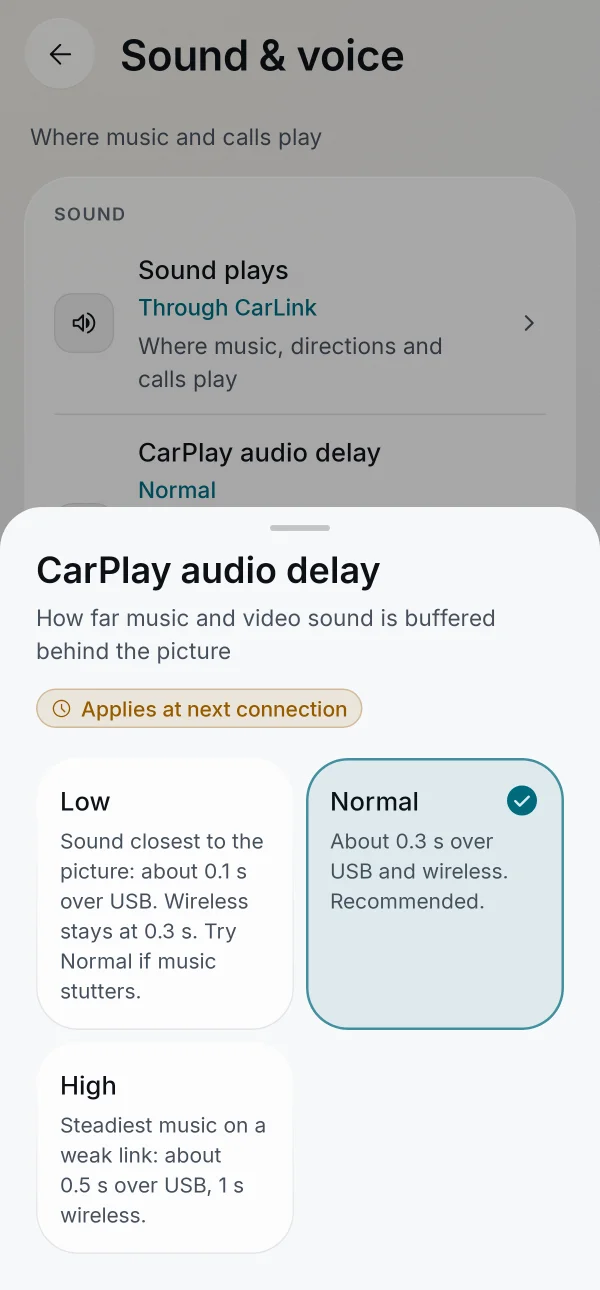 Sound & voice
Where music and calls play
SOUND
Sound plays
Through CarLink
Where music, directions and
calls play
CarPlay audio delay
Normal
CarPlay audio delay
How far music and video sound is buffered
behind the picture
Applies at next connection
Low
Sound closest to the
picture: about 0.1 s
over USB. Wireless
stays at 0.3 s. Try
Normal if music
stutters.
Normal
About 0.3 s over
USB and wireless.
Recommended.
High
Steadiest music on a
weak link: about
0.5 s over USB, 1 s
wireless.